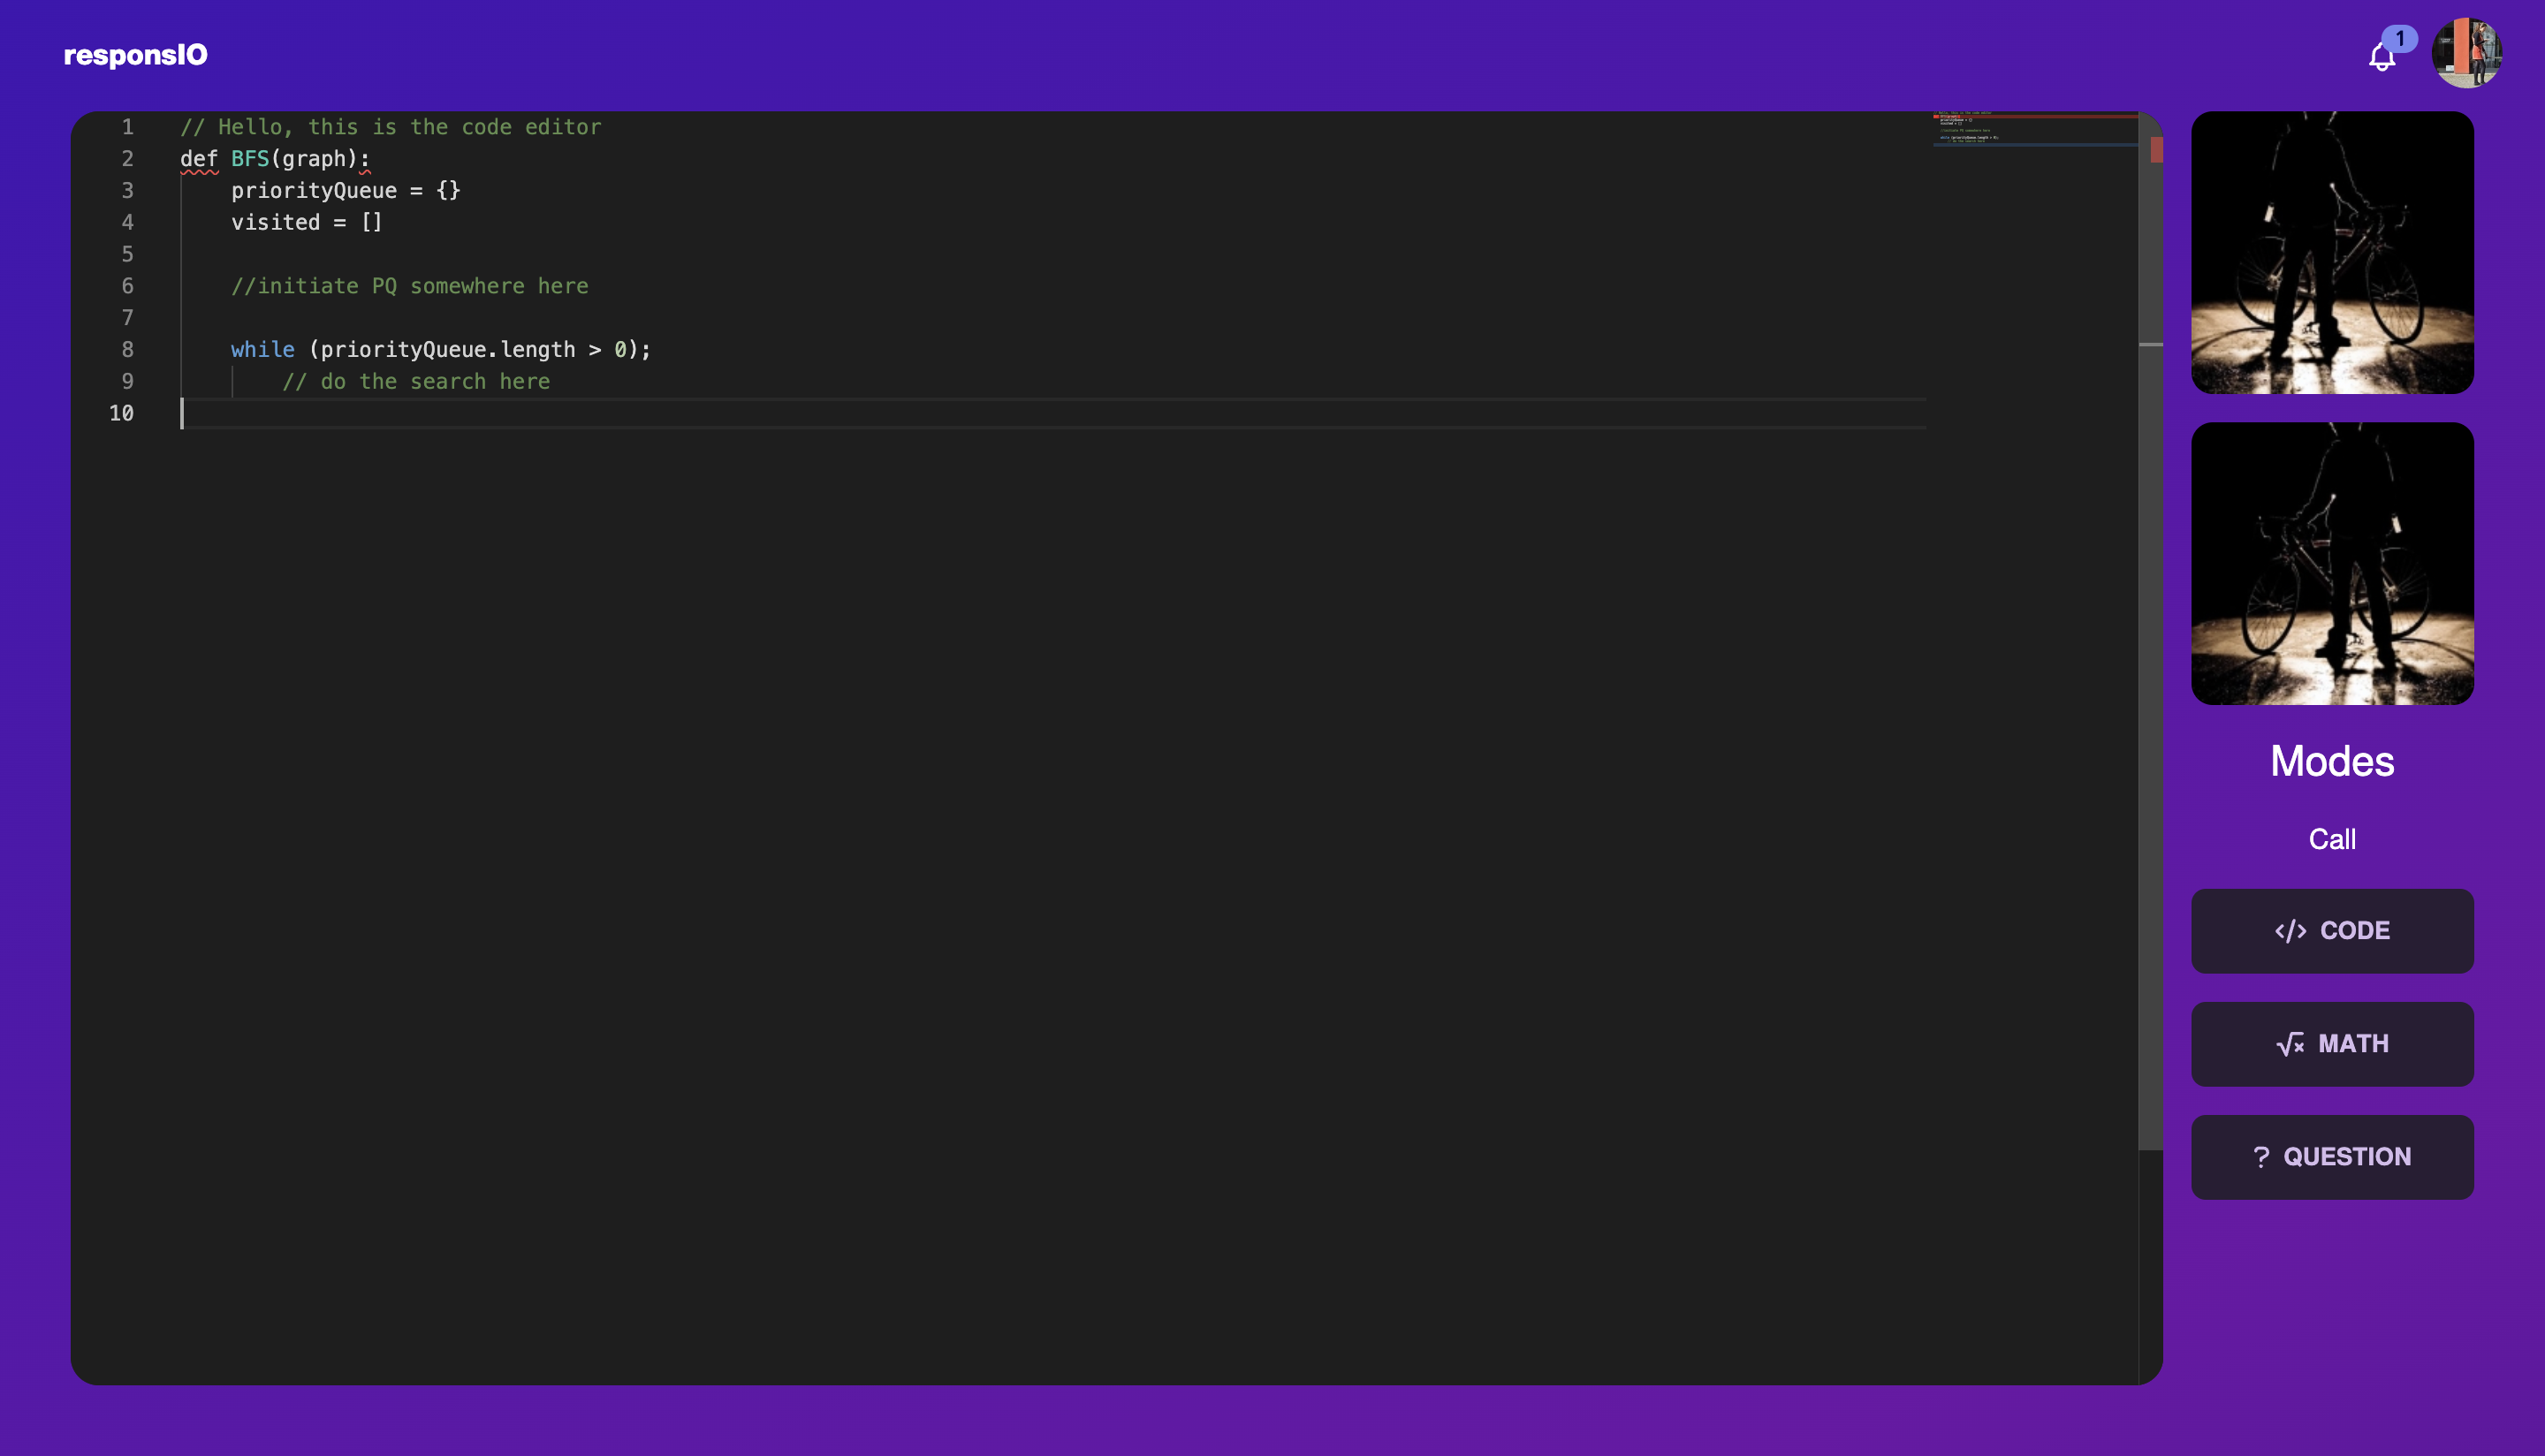 responsIO
1
1 // Hello, this is the code editor
2 def BFS(graph):
3 priorityQueue = {}
4 visited = []
5
6 //initiate PQ somewhere here
7
8 while (priorityQueue.length > 0);
9 // do the search here
10
Modes
Call
</> CODE
√x MATH
? QUESTION